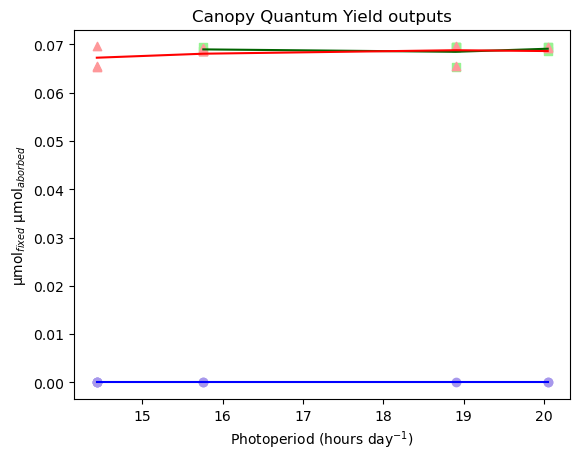 Canopy Quantum Yield outputs
0.07
0.06
0.05
0.04
0.03
0.02
0.01
0.00
μmol_fixed μmol_aborbed
15 16 17 18 19 20
Photoperiod (hours day⁻¹)